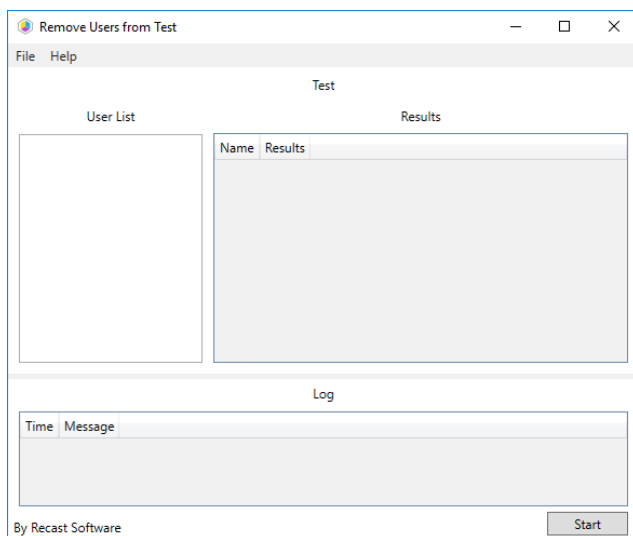 Remove Users from Test
File Help
Test
User List Results
Name Results
Log
Time Message
By Recast Software Start